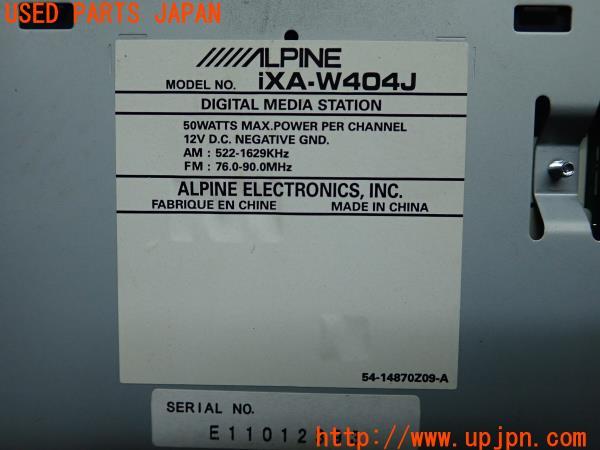 USED PARTS JAPAN
ALPINE
MODEL NO. iXA-W404J
DIGITAL MEDIA STATION
50WATTS MAX.POWER PER CHANNEL
12V D.C. NEGATIVE GND.
AM : 522-1629KHz
FM : 76.0-90.0MHz
ALPINE ELECTRONICS, INC.
FABRIQUE EN CHINE MADE IN CHINA
54-14870Z09-A
SERIAL NO.
http://www.upjpn.com/